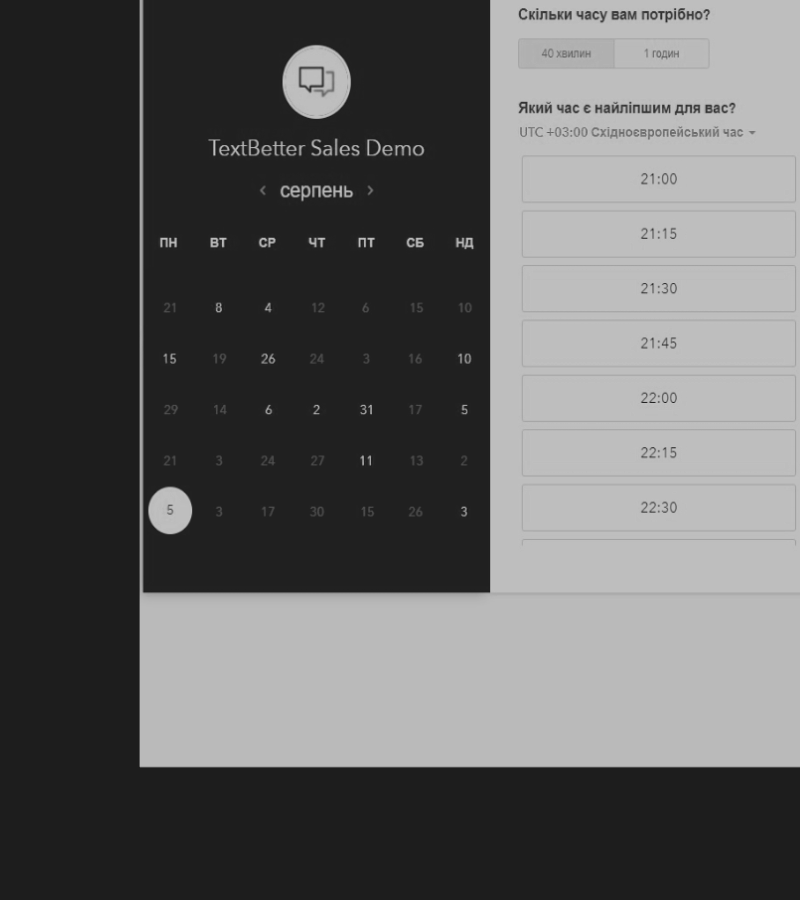 TextBetter Sales Demo
серпень
ПН ВТ СР ЧТ ПТ СБ НД
21 8 4 12 6 15 10
15 19 26 24 3 16 10
29 14 6 2 31 17 5
21 3 24 27 11 13 2
5 3 17 30 15 26 3
Скільки часу вам потрібно?
40 хвилин 1 годин
Який час є найліпшим для вас?
UTC +03:00 Східноєвропейський час
21:00
21:15
21:30
21:45
22:00
22:15
22:30